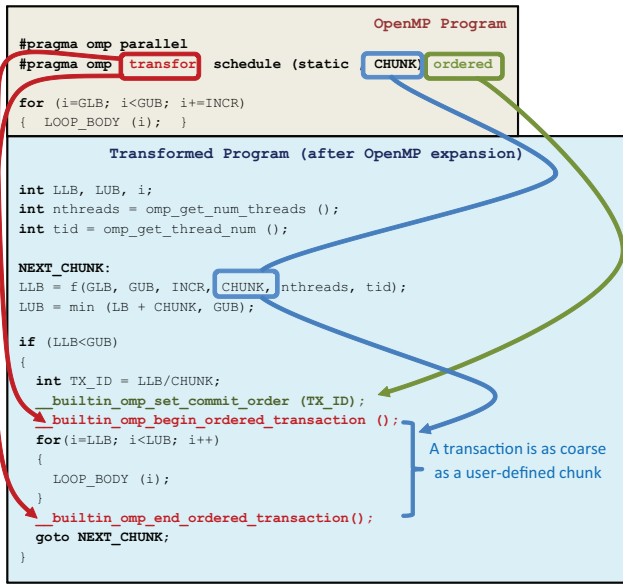 OpenMP Program
#pragma omp parallel
#pragma omp transfor schedule (static , CHUNK) ordered
for (i=GLB; i<GUB; i+=INCR)
{ LOOP_BODY (i); }
Transformed Program (after OpenMP expansion)
int LLB, LUB, i;
int nthreads = omp_get_num_threads ();
int tid = omp_get_thread_num ();
NEXT_CHUNK:
LLB = f(GLB, GUB, INCR, CHUNK, nthreads, tid);
LUB = min (LB + CHUNK, GUB);
if (LLB<GUB)
{
int TX_ID = LLB/CHUNK;
__builtin_omp_set_commit_order (TX_ID);
__builtin_omp_begin_ordered_transaction ();
for(i=LLB; i<LUB; i++)
{
LOOP_BODY (i);
}
__builtin_omp_end_ordered_transaction();
goto NEXT_CHUNK;
}
A transaction is as coarse
as a user-defined chunk